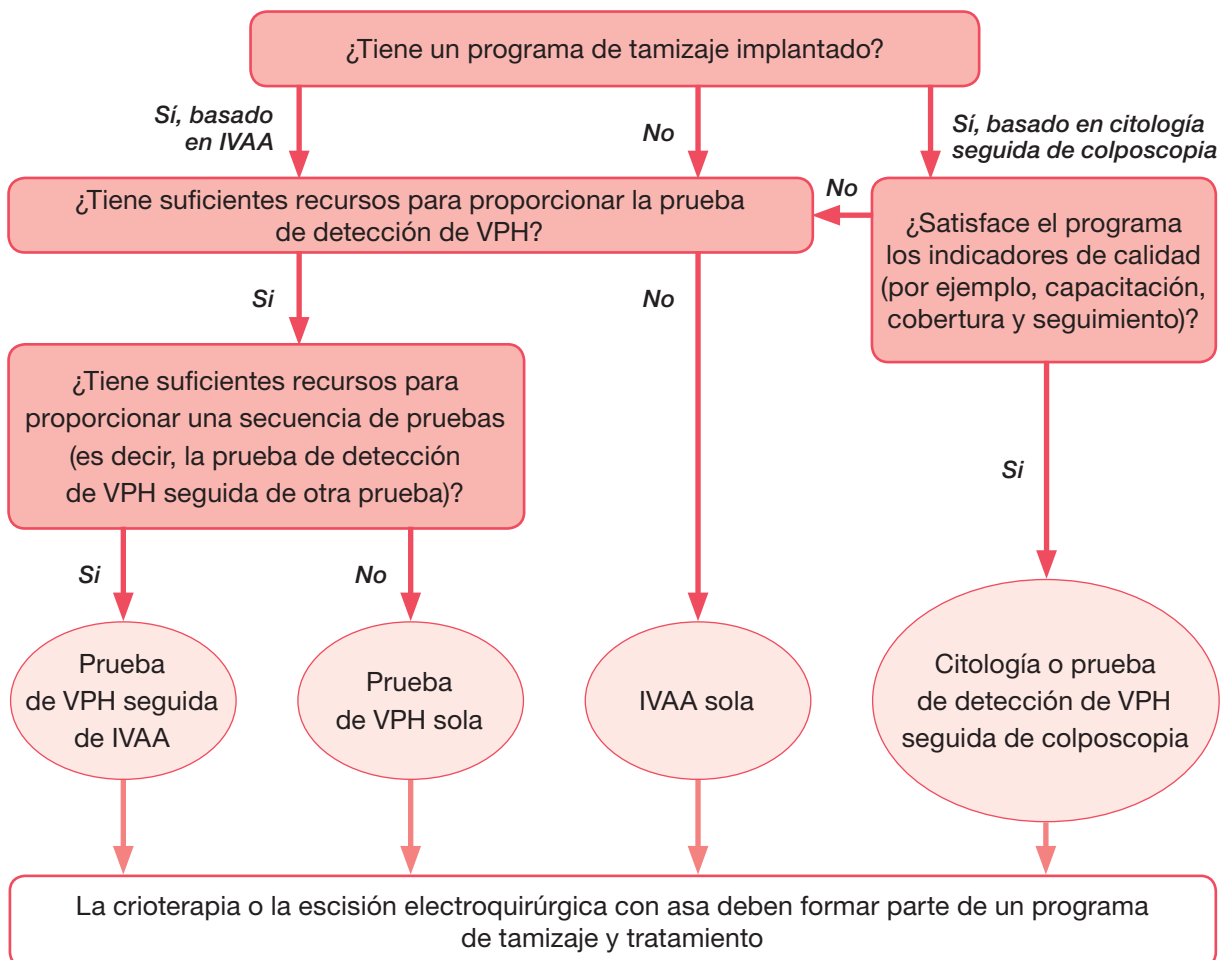 ¿Tiene un programa de tamizaje implantado?
Sí, basado
en IVAA
No
Sí, basado en citología
seguida de colposcopia
¿Tiene suficientes recursos para proporcionar la prueba
de detección de VPH?
No
¿Satisface el programa
los indicadores de calidad
(por ejemplo, capacitación,
cobertura y seguimiento)?
Si
No
¿Tiene suficientes recursos para
proporcionar una secuencia de pruebas
(es decir, la prueba de detección
de VPH seguida de otra prueba)?
Si
Si
No
Prueba
de VPH seguida
de IVAA
Prueba
de VPH sola
IVAA sola
Citología o prueba
de detección de VPH
seguida de colposcopia
La crioterapia o la escisión electroquirúrgica con asa deben formar parte de un programa
de tamizaje y tratamiento